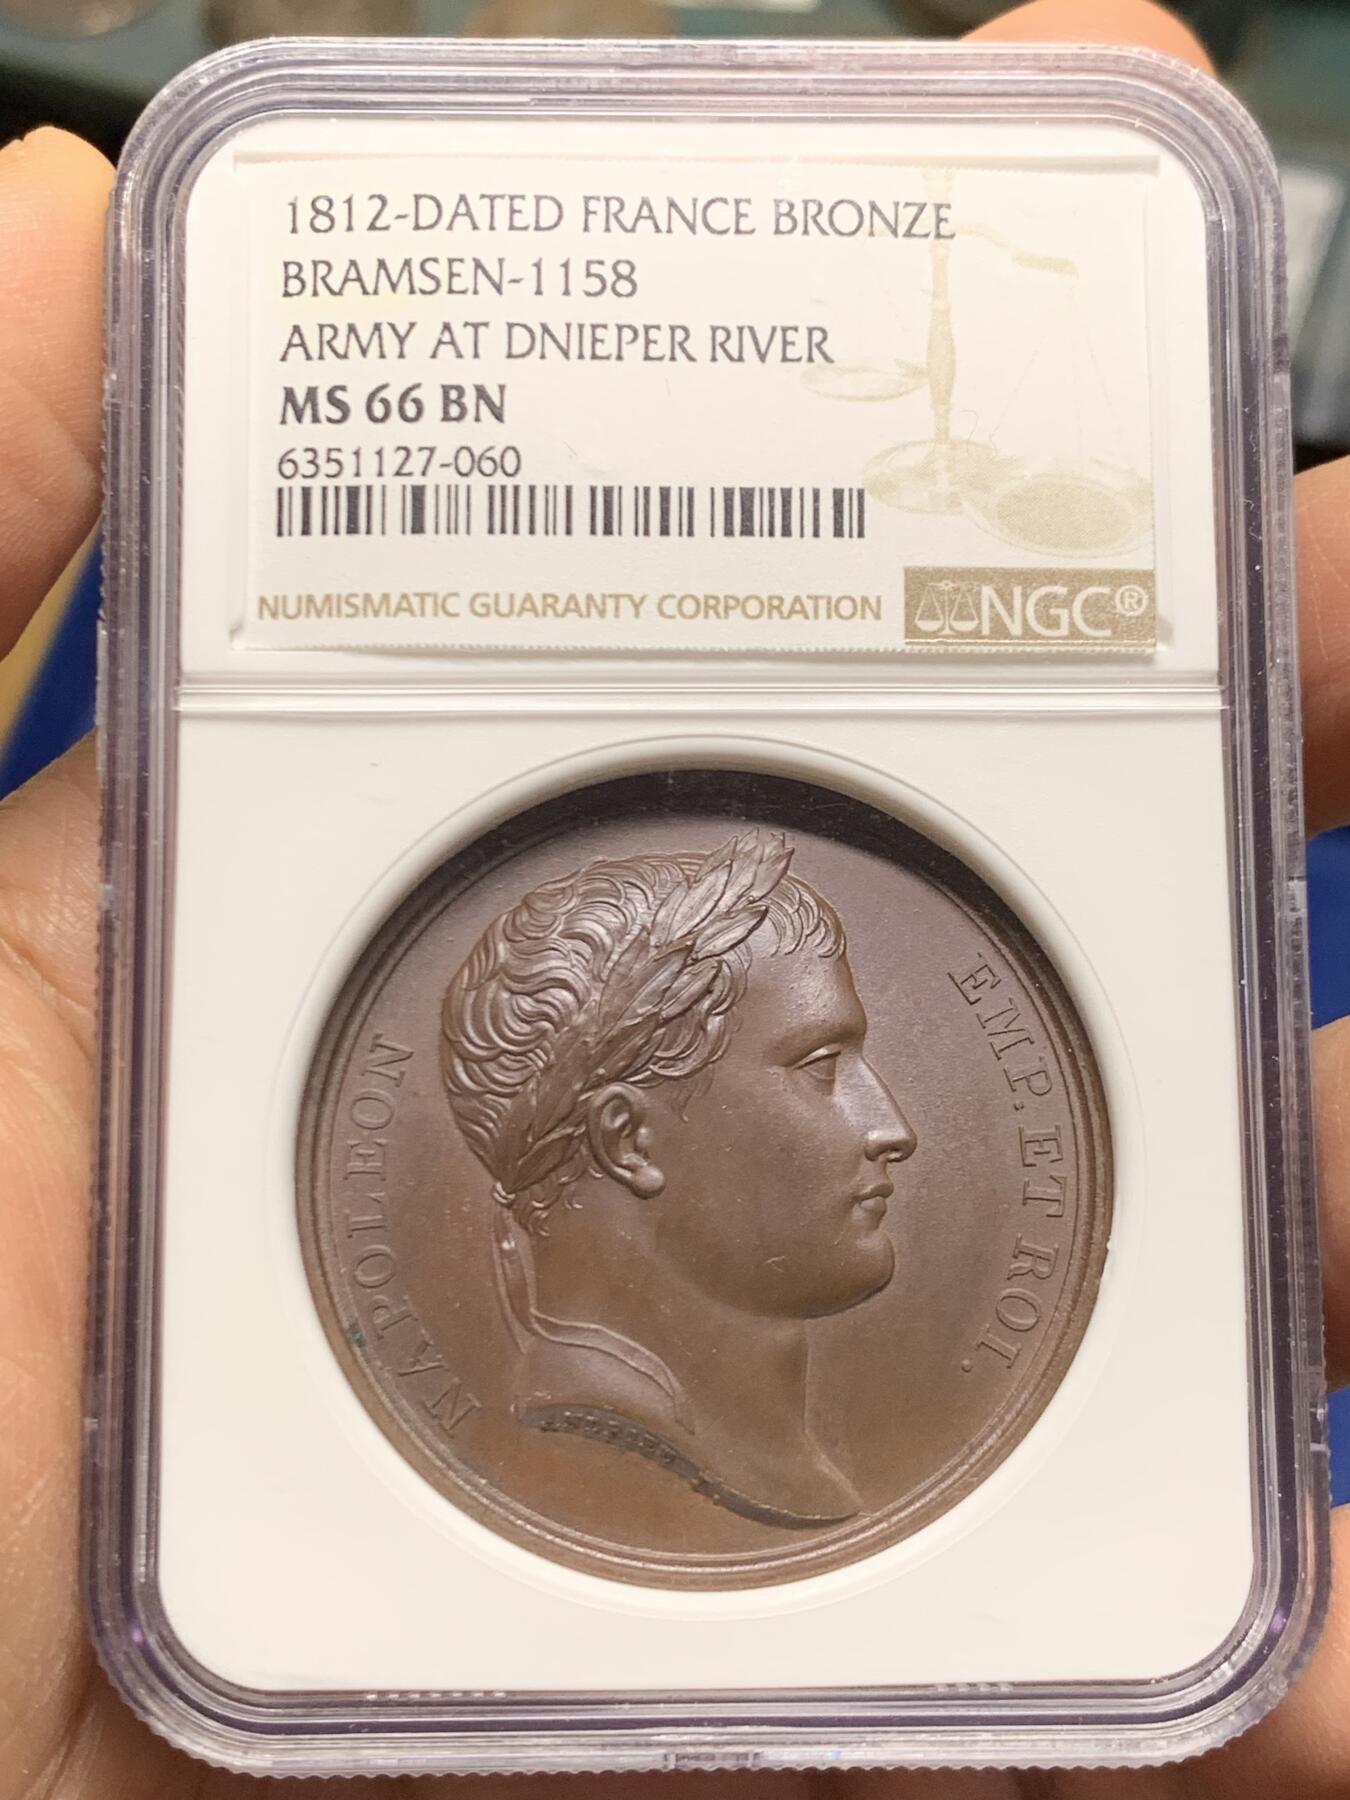 1812-DATED FRANCE BRONZE
BRAMSEN-1158
ARMY AT DNIEPER RIVER
MS 66 BN
6351127-060
NUMISMATIC GUARANTY CORPORATION
NGC®
NAPOLEON
EMP. ET ROI.